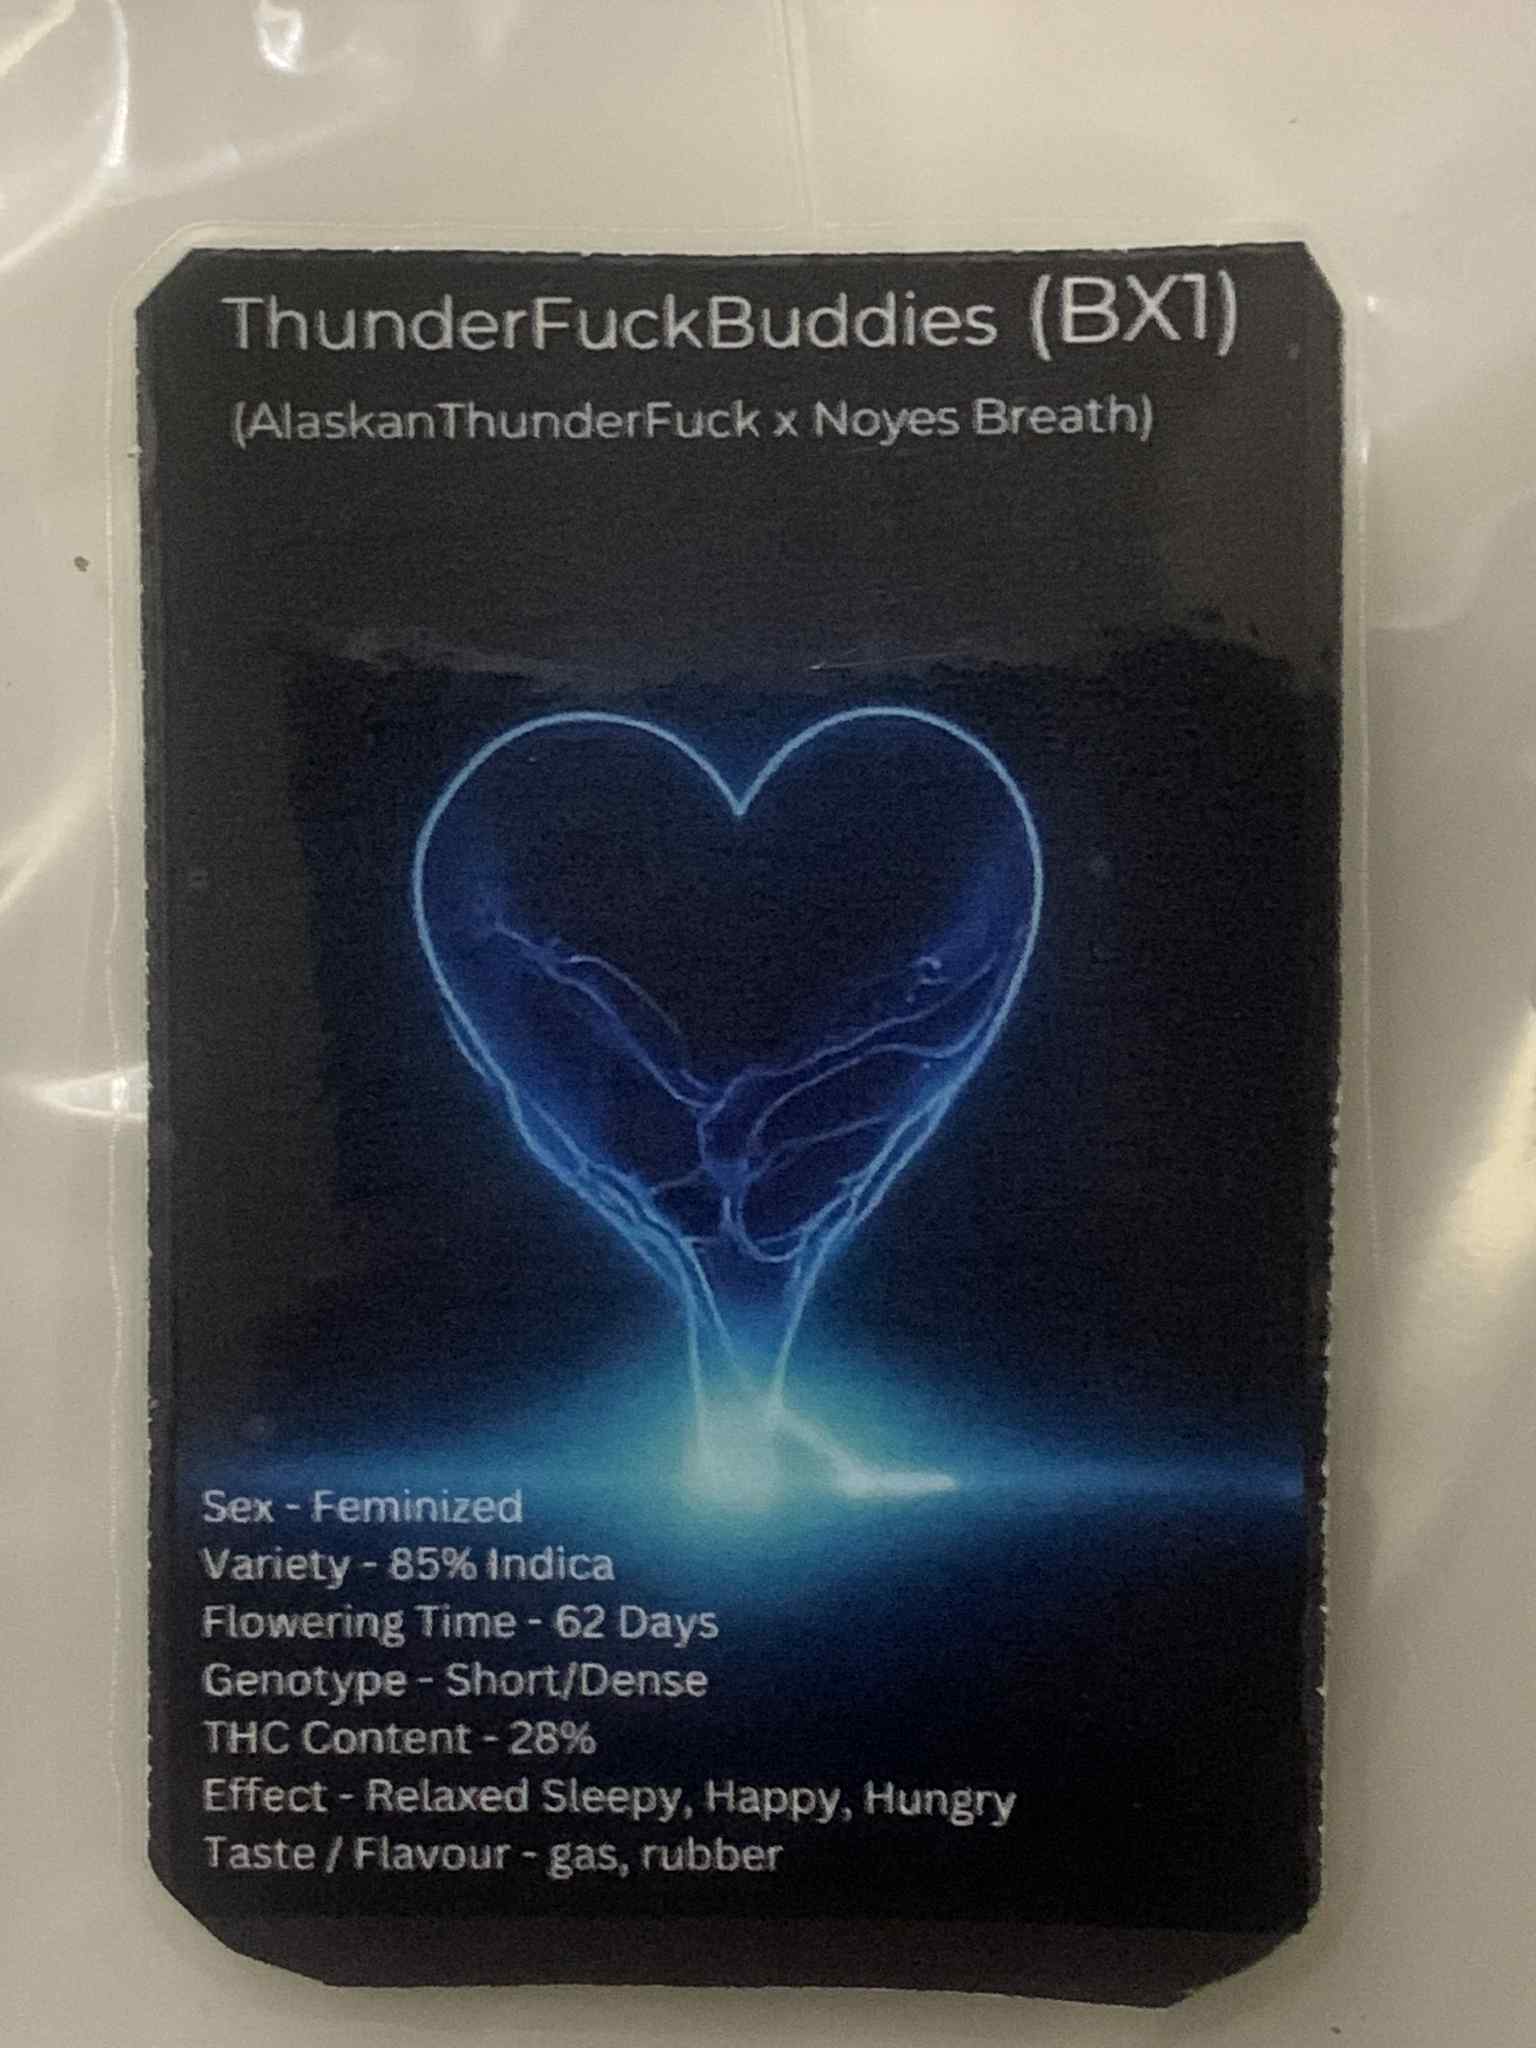 ThunderFuckBuddies (BX1)
(AlaskanThunderFuck x Noyes Breath)
Sex - Feminized
Variety - 85% Indica
Flowering Time - 62 Days
Genotype - Short/Dense
THC Content - 28%
Effect - Relaxed Sleepy, Happy, Hungry
Taste / Flavour - gas, rubber